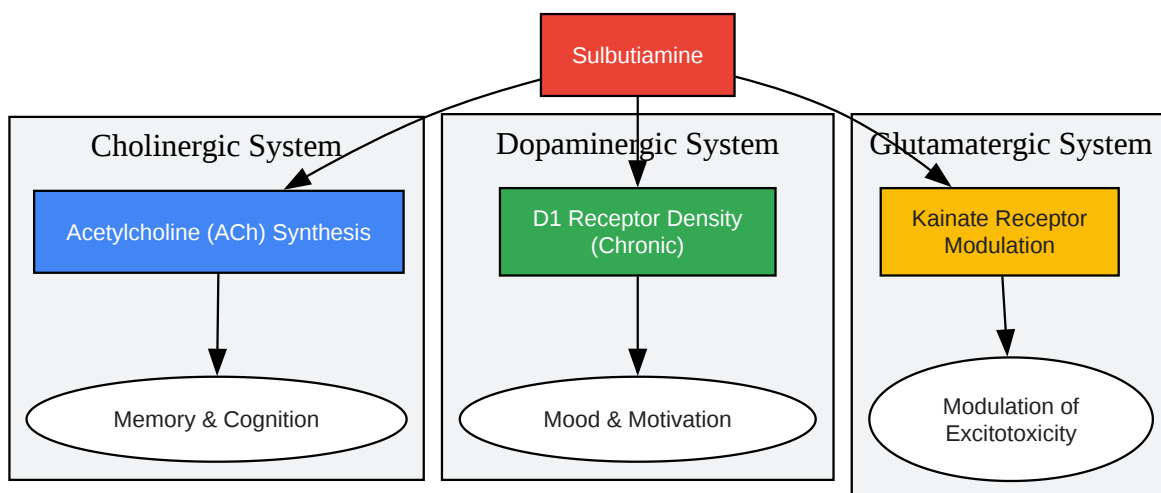 Sulbutiamine
Cholinergic System
Dopaminergic System
Glutamatergic System
Acetylcholine (ACh) Synthesis
D1 Receptor Density
(Chronic)
Kainate Receptor
Modulation
Memory & Cognition
Mood & Motivation
Modulation of
Excitotoxicity